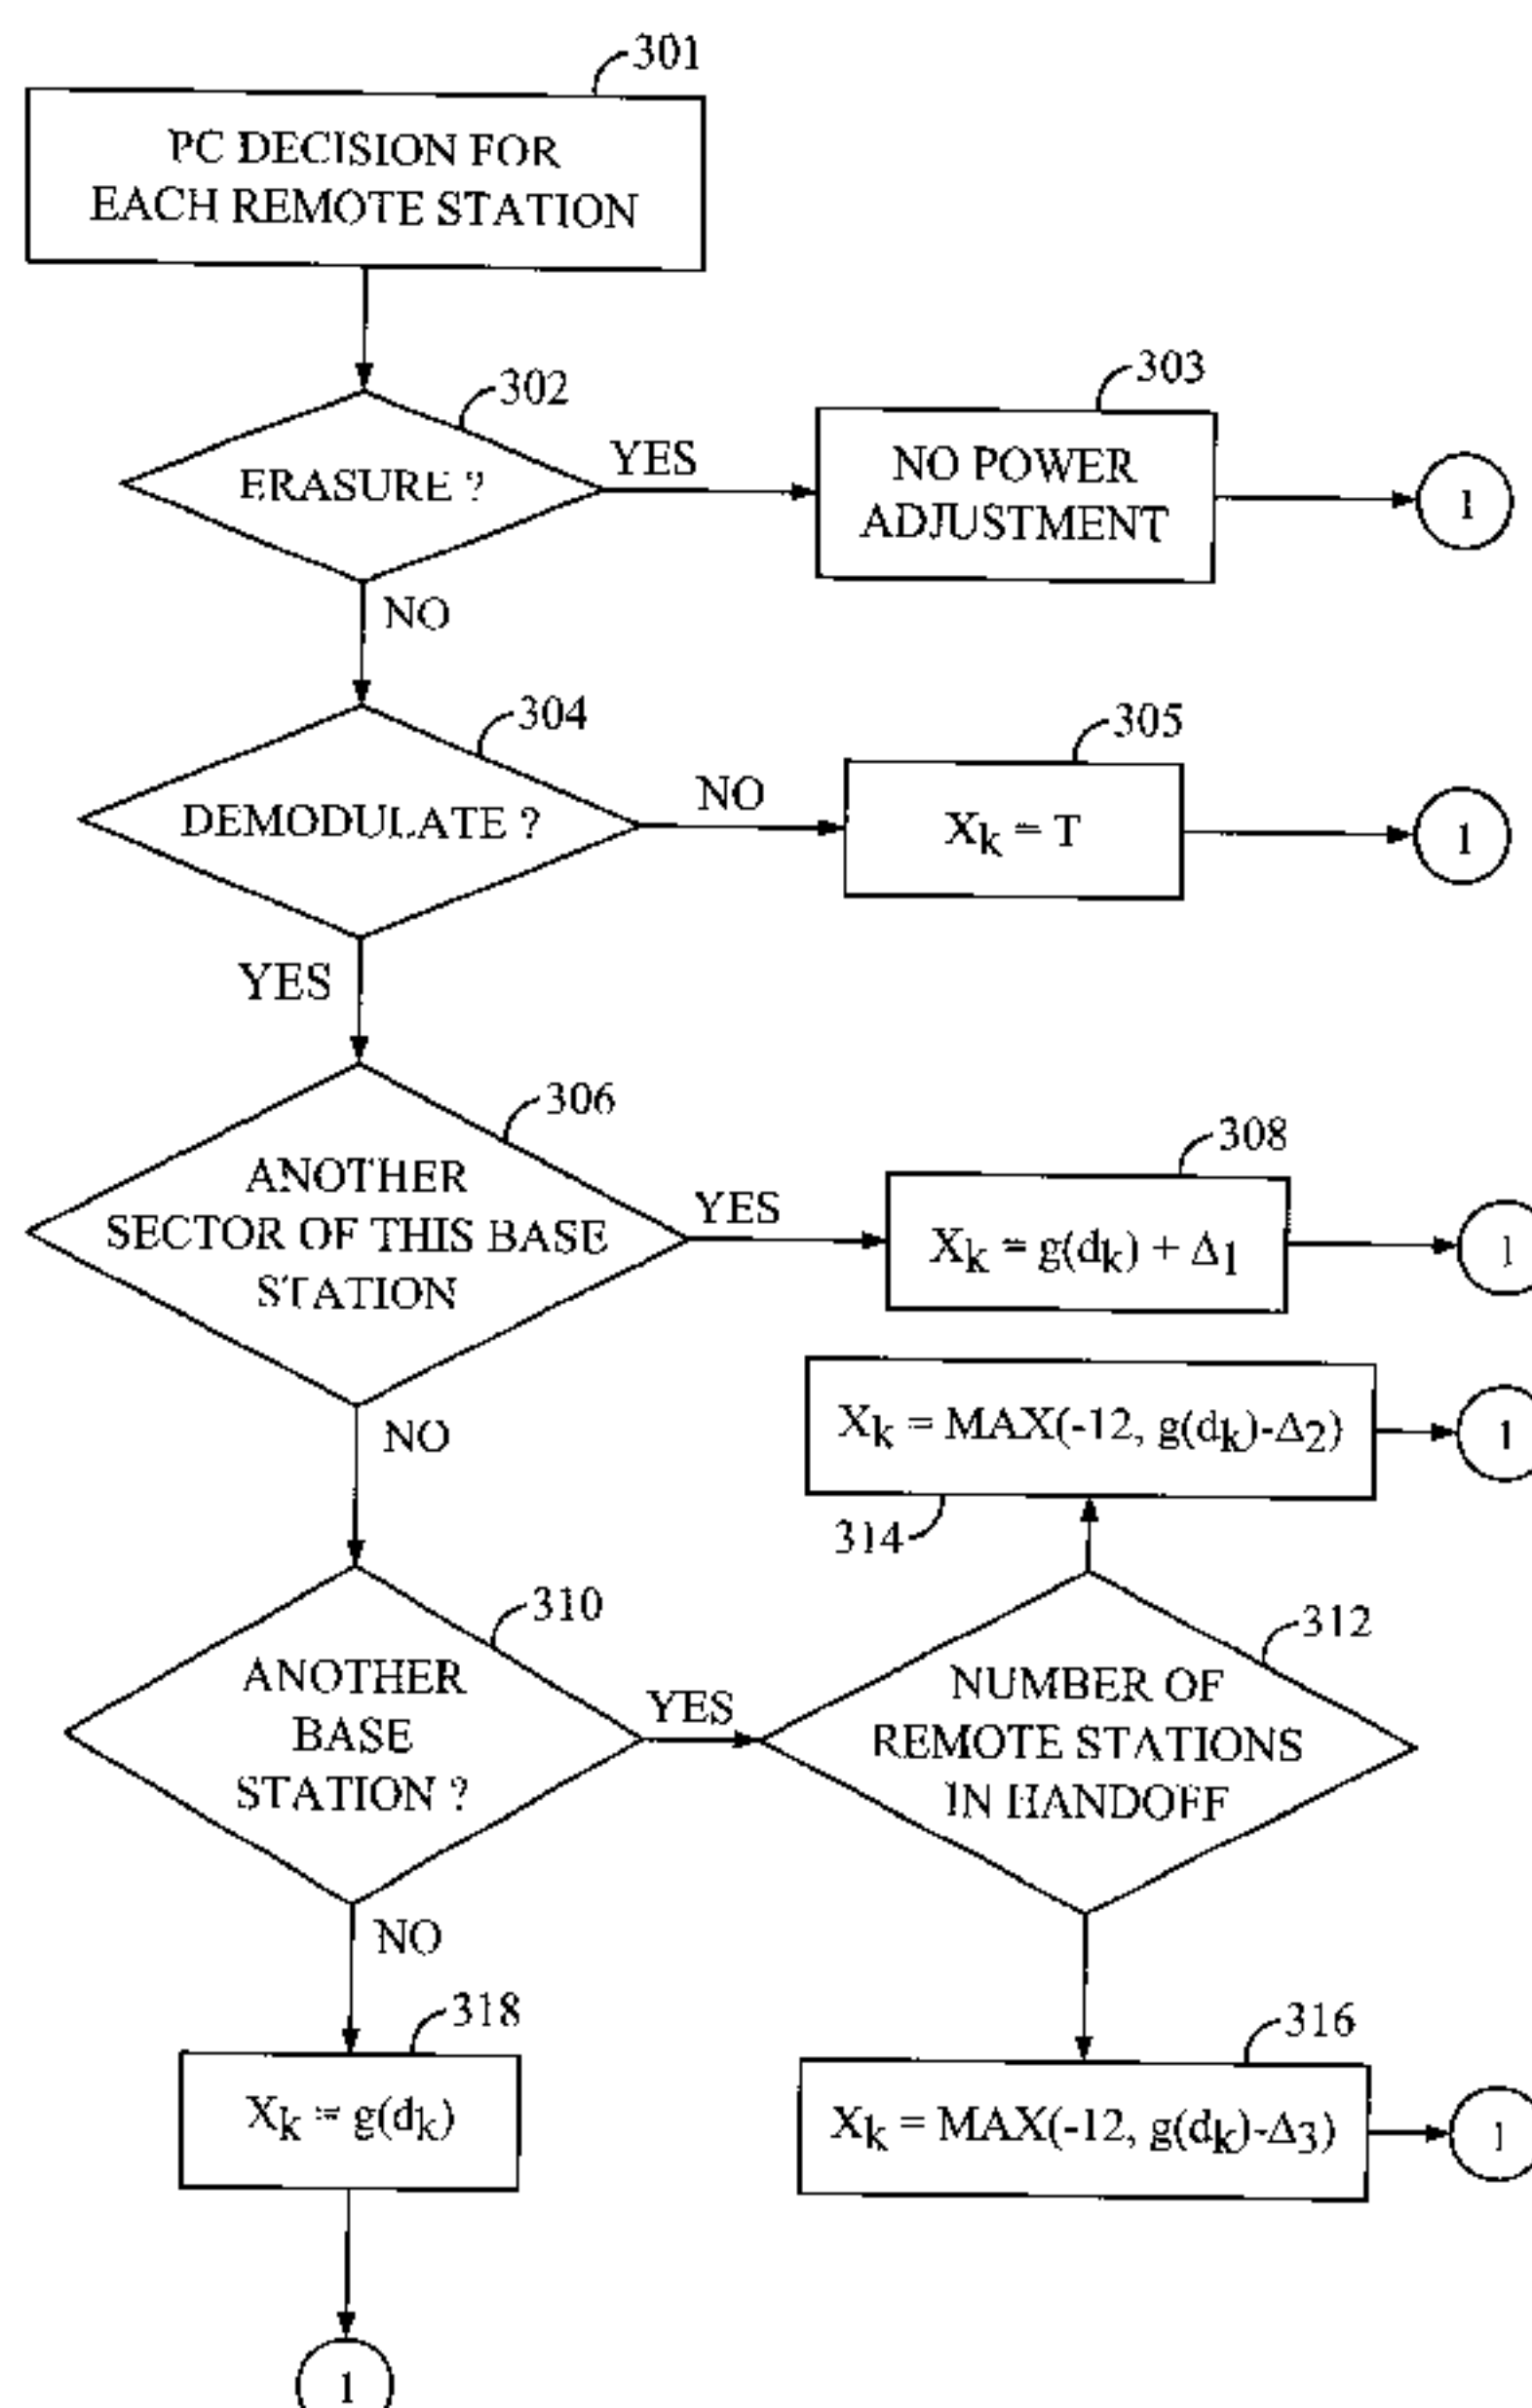 301
PC DECISION FOR
EACH REMOTE STATION
302
ERASURE ?
YES
303
NO POWER
ADJUSTMENT
1
NO
304
DEMODULATE ?
NO
305
Xk = T
1
YES
306
ANOTHER
SECTOR OF THIS BASE
STATION
YES
308
Xk = g(dk) + Δ1
1
NO
Xk = MAX(-12, g(dk)-Δ2)
1
314
310
ANOTHER
BASE
STATION ?
YES
312
NUMBER OF
REMOTE STATIONS
IN HANDOFF
NO
318
Xk = g(dk)
316
Xk = MAX(-12, g(dk)-Δ3)
1
1